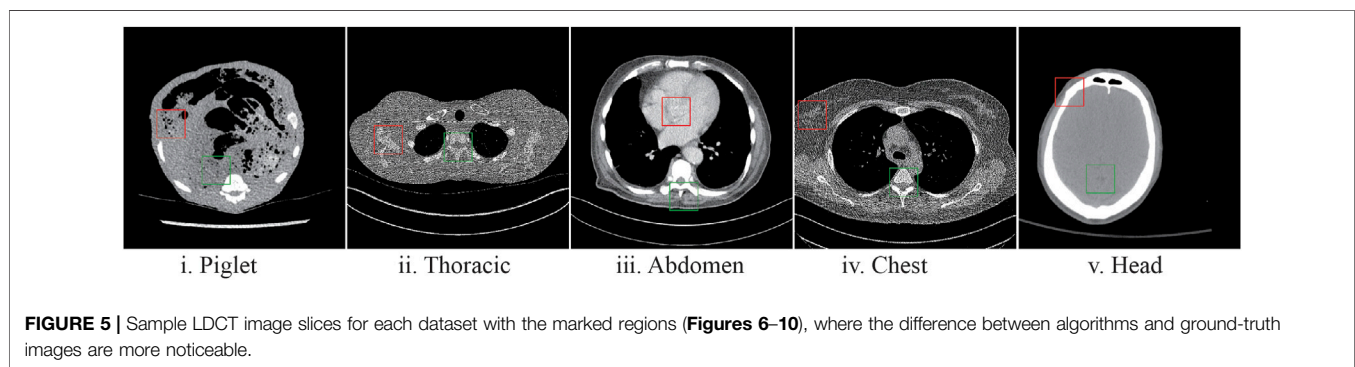 i. Piglet
ii. Thoracic
iii. Abdomen
iv. Chest
v. Head
FIGURE 5 | Sample LDCT image slices for each dataset with the marked regions (Figures 6–10), where the difference between algorithms and ground-truth
images are more noticeable.